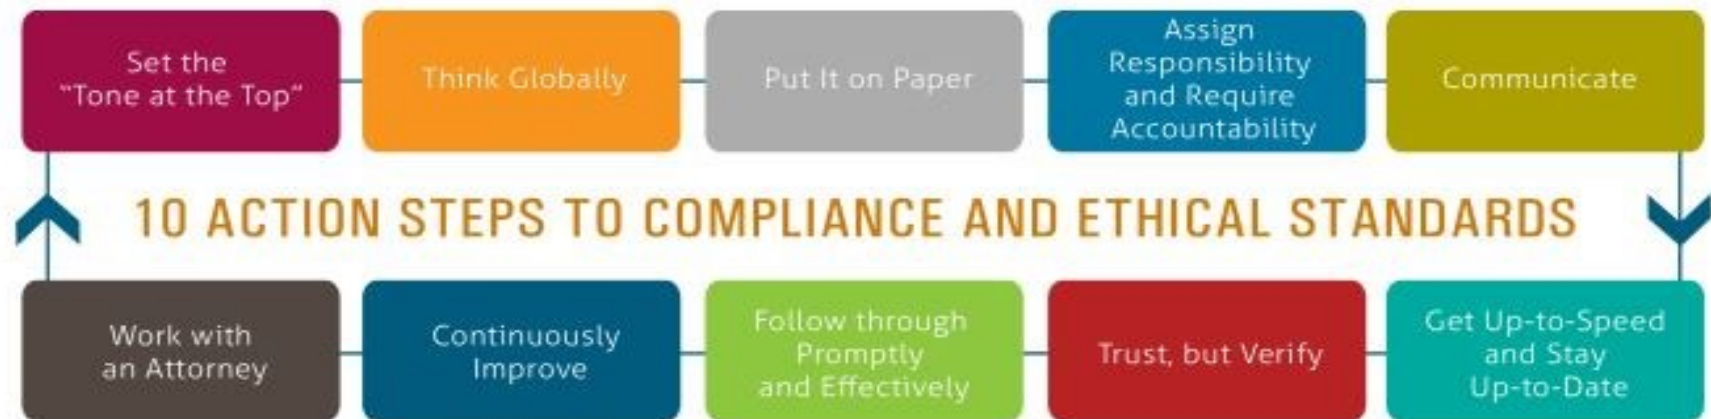 Set the
"Tone at the Top"
Think Globally
Put It on Paper
Assign
Responsibility
and Require
Accountability
Communicate
10 ACTION STEPS TO COMPLIANCE AND ETHICAL STANDARDS
Work with
an Attorney
Continuously
Improve
Follow through
Promptly
and Effectively
Trust, but Verify
Get Up-to-Speed
and Stay
Up-to-Date